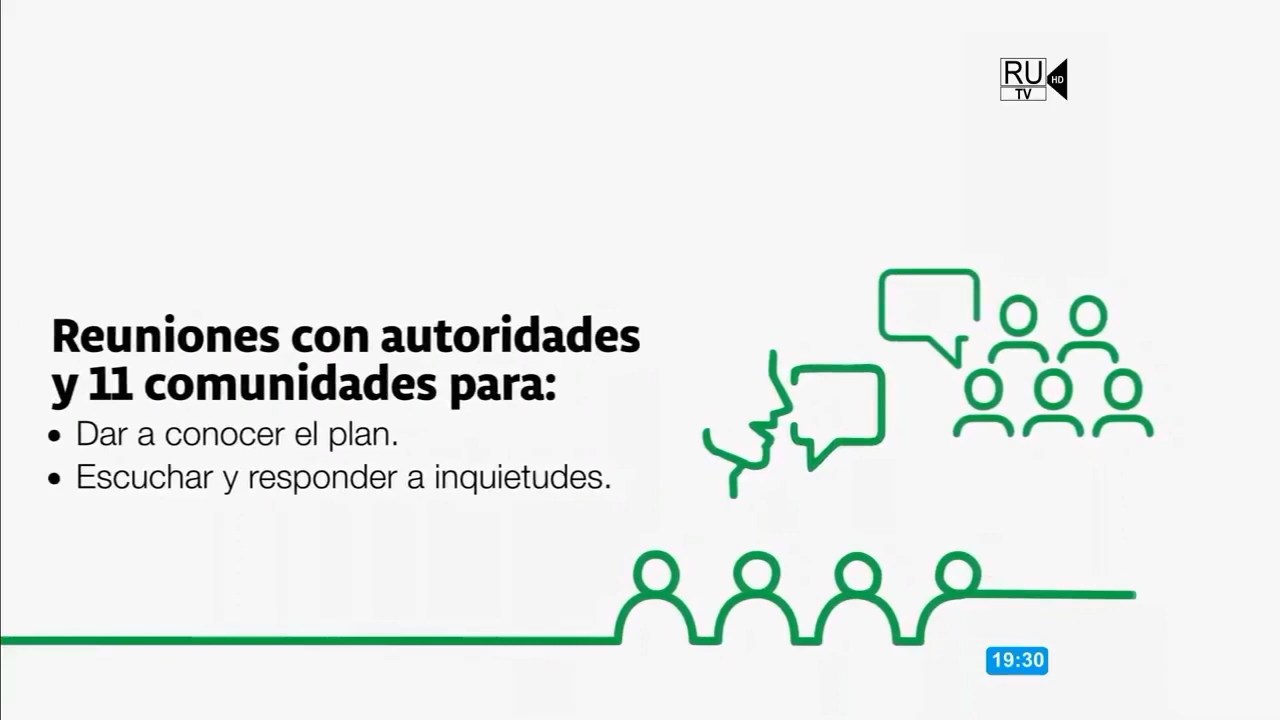 RU
HD
TV
Reuniones con autoridades
y 11 comunidades para:
• Dar a conocer el plan.
• Escuchar y responder a inquietudes.
19:30